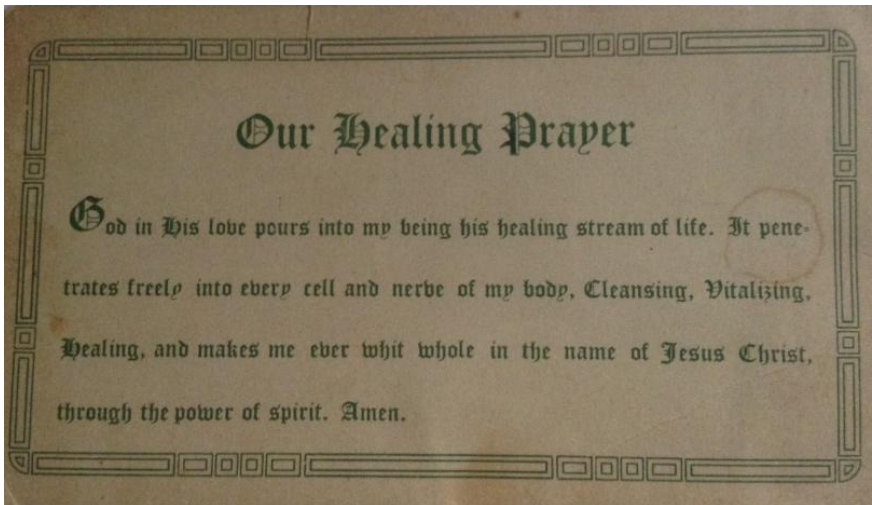 Our Healing Prayer
God in His love pours into my being his healing stream of life. It pene-
trates freely into every cell and nerve of my body, Cleansing, Vitalizing,
Healing, and makes me ever whit whole in the name of Jesus Christ,
through the power of spirit. Amen.